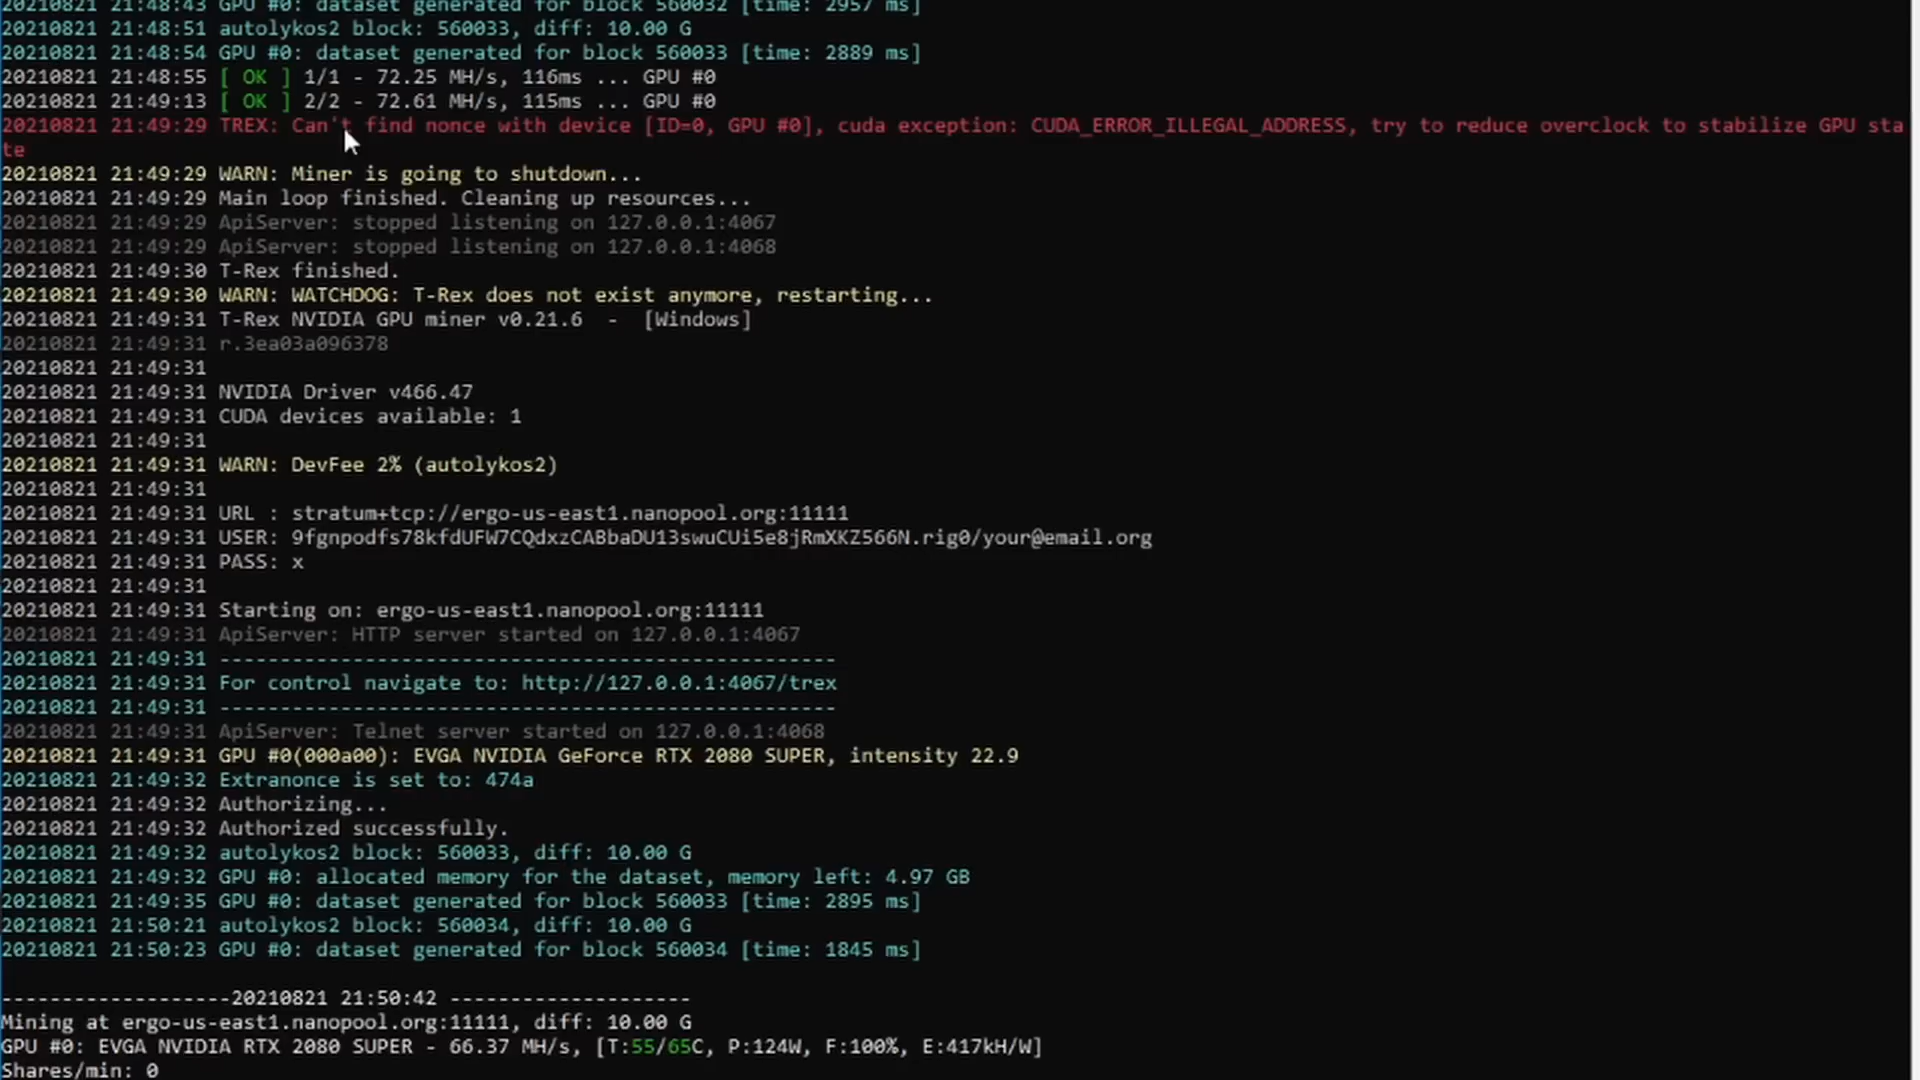 20210821 21:48:43 GPU #0: dataset generated for block 560032 [time: 2957 ms]
20210821 21:48:51 autolykos2 block: 560033, diff: 10.00 G
20210821 21:48:54 GPU #0: dataset generated for block 560033 [time: 2889 ms]
20210821 21:48:55 [ OK ] 1/1 - 72.25 MH/s, 116ms ... GPU #0
20210821 21:49:13 [ OK ] 2/2 - 72.61 MH/s, 115ms ... GPU #0
20210821 21:49:29 TREX: Can't find nonce with device [ID=0, GPU #0], cuda exception: CUDA_ERROR_ILLEGAL_ADDRESS, try to reduce overclock to stabilize GPU sta
te
20210821 21:49:29 WARN: Miner is going to shutdown...
20210821 21:49:29 Main loop finished. Cleaning up resources...
20210821 21:49:29 ApiServer: stopped listening on 127.0.0.1:4067
20210821 21:49:29 ApiServer: stopped listening on 127.0.0.1:4068
20210821 21:49:30 T-Rex finished.
20210821 21:49:30 WARN: WATCHDOG: T-Rex does not exist anymore, restarting...
20210821 21:49:31 T-Rex NVIDIA GPU miner v0.21.6  -  [Windows]
20210821 21:49:31 r.3ea03a096378
20210821 21:49:31
20210821 21:49:31 NVIDIA Driver v466.47
20210821 21:49:31 CUDA devices available: 1
20210821 21:49:31
20210821 21:49:31 WARN: DevFee 2% (autolykos2)
20210821 21:49:31
20210821 21:49:31 URL : stratum+tcp://ergo-us-east1.nanopool.org:11111
20210821 21:49:31 USER: 9fgnpodfs78kfdUFW7CQdxzCABbaDU13swuCUi5e8jRmXKZ566N.rig0/your@email.org
20210821 21:49:31 PASS: x
20210821 21:49:31
20210821 21:49:31 Starting on: ergo-us-east1.nanopool.org:11111
20210821 21:49:31 ApiServer: HTTP server started on 127.0.0.1:4067
20210821 21:49:31 ---------------------------------------------------
20210821 21:49:31 For control navigate to: http://127.0.0.1:4067/trex
20210821 21:49:31 ---------------------------------------------------
20210821 21:49:31 ApiServer: Telnet server started on 127.0.0.1:4068
20210821 21:49:31 GPU #0(000a00): EVGA NVIDIA GeForce RTX 2080 SUPER, intensity 22.9
20210821 21:49:32 Extranonce is set to: 474a
20210821 21:49:32 Authorizing...
20210821 21:49:32 Authorized successfully.
20210821 21:49:32 autolykos2 block: 560033, diff: 10.00 G
20210821 21:49:32 GPU #0: allocated memory for the dataset, memory left: 4.97 GB
20210821 21:49:35 GPU #0: dataset generated for block 560033 [time: 2895 ms]
20210821 21:50:21 autolykos2 block: 560034, diff: 10.00 G
20210821 21:50:23 GPU #0: dataset generated for block 560034 [time: 1845 ms]
-------------------20210821 21:50:42 --------------------
Mining at ergo-us-east1.nanopool.org:11111, diff: 10.00 G
GPU #0: EVGA NVIDIA RTX 2080 SUPER - 66.37 MH/s, [T:55/65C, P:124W, F:100%, E:417kH/W]
Shares/min: 0